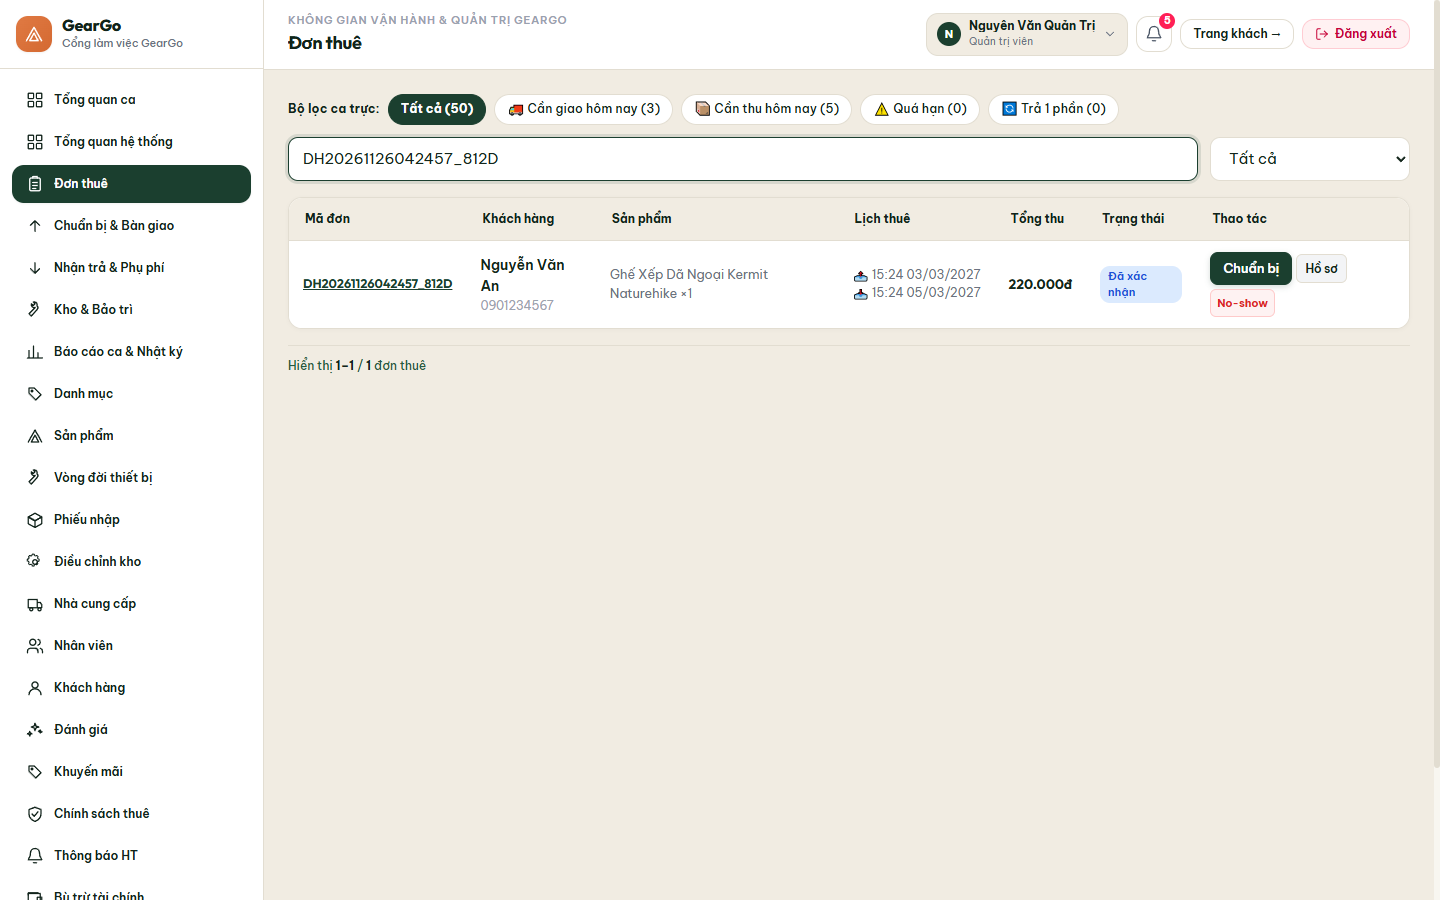 GearGo
Cổng làm việc GearGo
Tổng quan ca
Tổng quan hệ thống
Đơn thuê
Chuẩn bị & Bàn giao
Nhận trả & Phụ phí
Kho & Bảo trì
Báo cáo ca & Nhật ký
Danh mục
Sản phẩm
Vòng đời thiết bị
Phiếu nhập
Điều chỉnh kho
Nhà cung cấp
Nhân viên
Khách hàng
Đánh giá
Khuyến mãi
Chính sách thuê
Thông báo HT
Bù trừ tài chính
KHÔNG GIAN VẬN HÀNH & QUẢN TRỊ GEARGO
Đơn thuê
N
Nguyễn Văn Quản Trị
Quản trị viên
5
Trang khách →
Đăng xuất
Bộ lọc ca trực:
Tất cả (50)
Cần giao hôm nay (3)
Cần thu hôm nay (5)
Quá hạn (0)
Trả 1 phần (0)
DH20261126042457_812D
Tất cả
Mã đơn Khách hàng Sản phẩm Lịch thuê Tổng thu Trạng thái Thao tác
DH20261126042457_812D
Nguyễn Văn
An
0901234567
Ghế Xếp Dã Ngoại Kermit
Naturehike ×1
15:24 03/03/2027
15:24 05/03/2027
220.000đ
Đã xác
nhận
Chuẩn bị
Hồ sơ
No-show
Hiển thị 1–1 / 1 đơn thuê